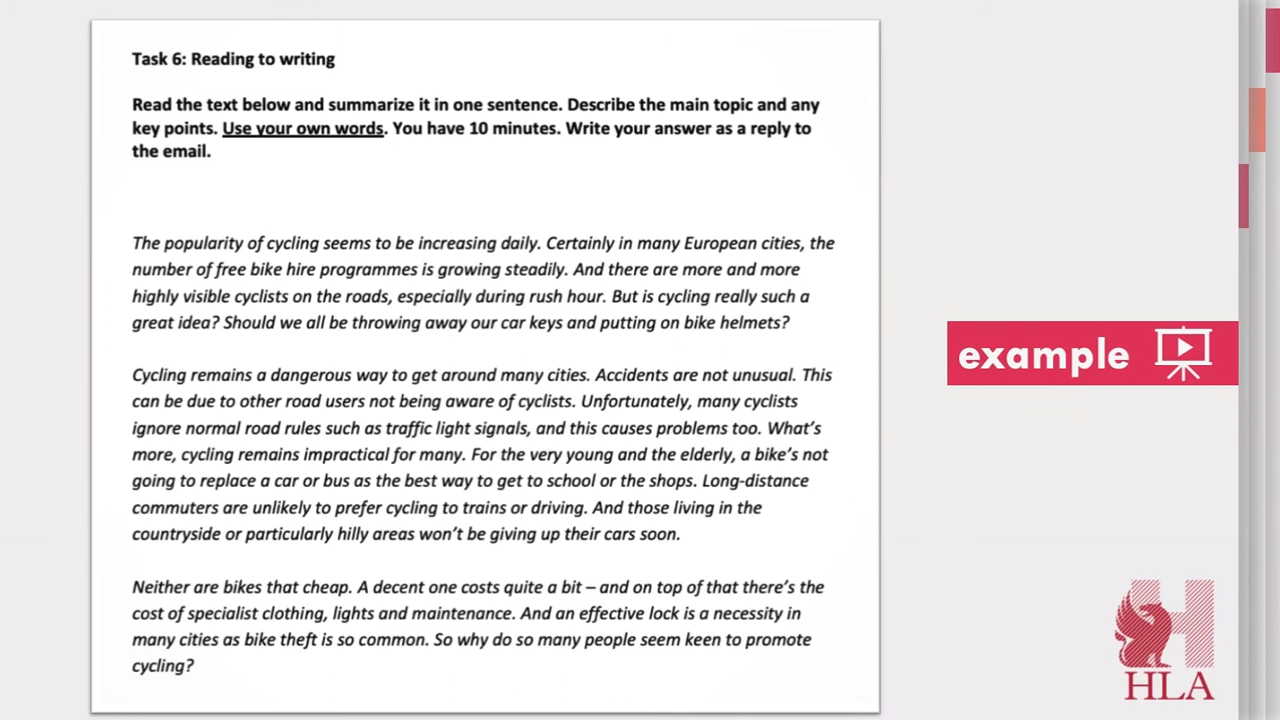 Task 6: Reading to writing
Read the text below and summarize it in one sentence. Describe the main topic and any
key points. Use your own words. You have 10 minutes. Write your answer as a reply to
the email.
The popularity of cycling seems to be increasing daily. Certainly in many European cities, the
number of free bike hire programmes is growing steadily. And there are more and more
highly visible cyclists on the roads, especially during rush hour. But is cycling really such a
great idea? Should we all be throwing away our car keys and putting on bike helmets?
Cycling remains a dangerous way to get around many cities. Accidents are not unusual. This
can be due to other road users not being aware of cyclists. Unfortunately, many cyclists
ignore normal road rules such as traffic light signals, and this causes problems too. What's
more, cycling remains impractical for many. For the very young and the elderly, a bike's not
going to replace a car or bus as the best way to get to school or the shops. Long-distance
commuters are unlikely to prefer cycling to trains or driving. And those living in the
countryside or particularly hilly areas won't be giving up their cars soon.
Neither are bikes that cheap. A decent one costs quite a bit – and on top of that there's the
cost of specialist clothing, lights and maintenance. And an effective lock is a necessity in
many cities as bike theft is so common. So why do so many people seem keen to promote
cycling?
example
HLA